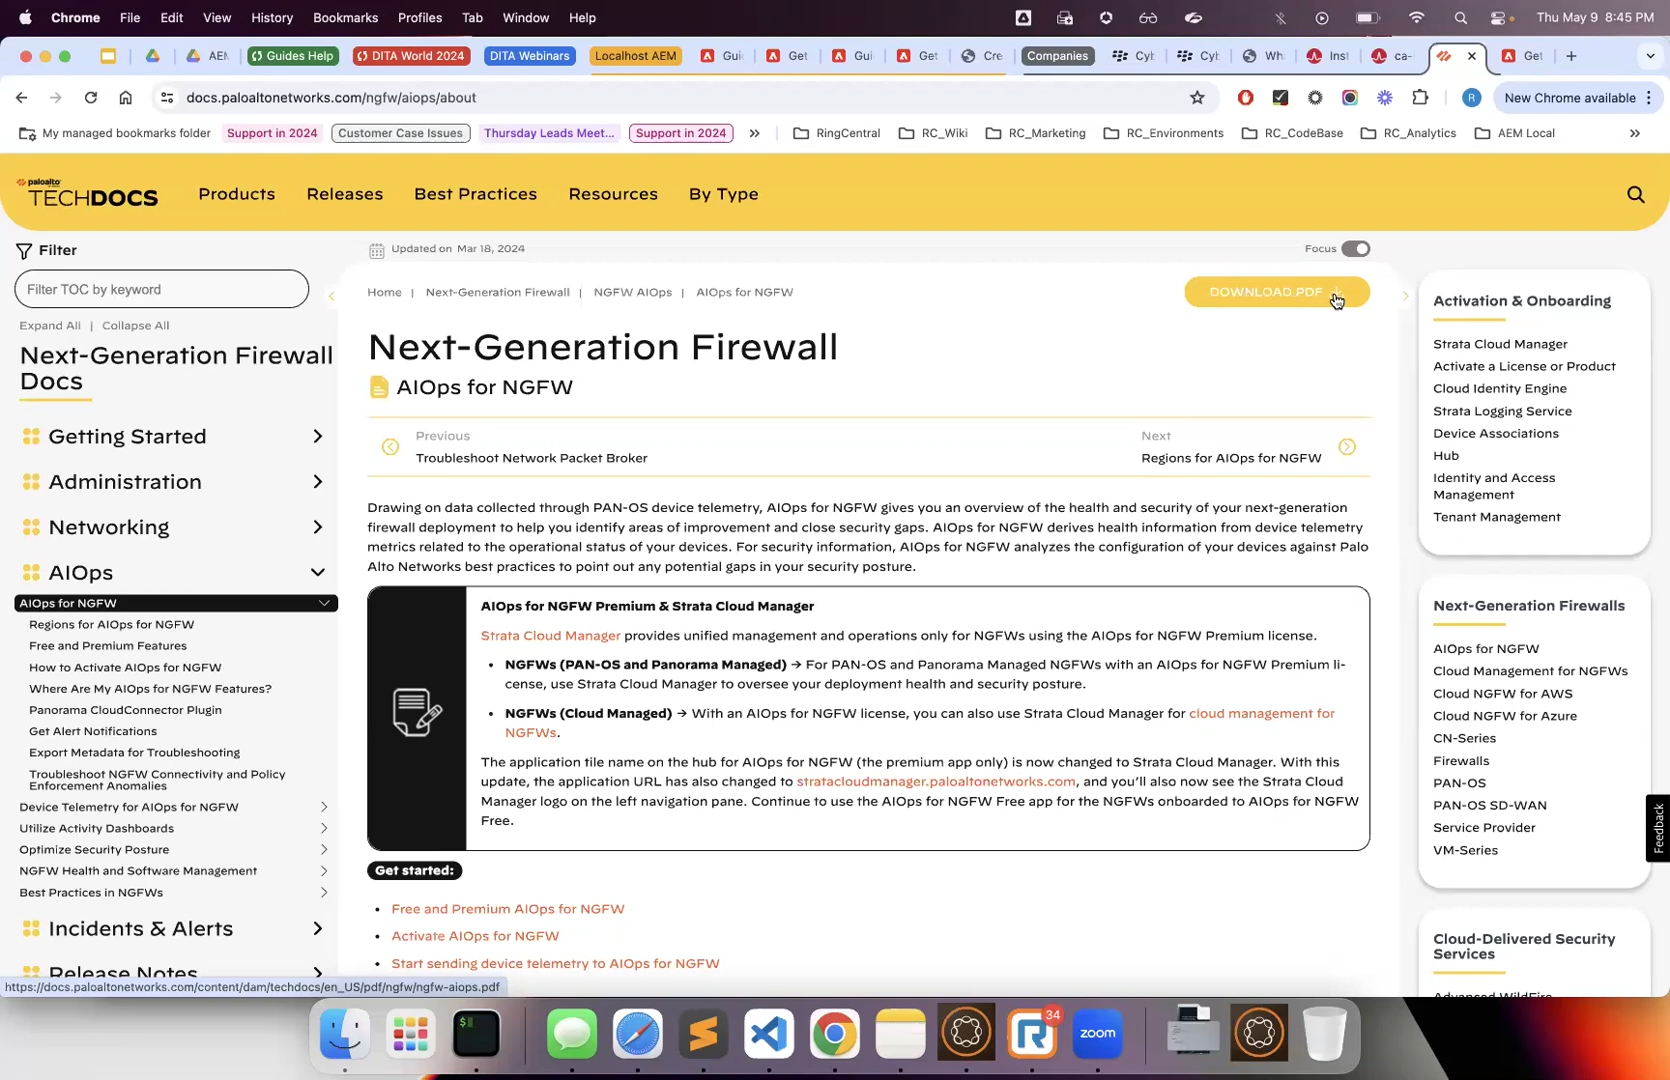 Chrome File Edit View History Bookmarks Profiles Tab Window Help Thu May 9 8:45 PM
AEM Guides Help DITA World 2024 DITA Webinars Localhost AEM Gui Get Gui Get Cre Companies Cyb Cyb Wh Inst ca- Get
docs.paloaltonetworks.com/ngfw/aiops/about R New Chrome available
My managed bookmarks folder Support in 2024 Customer Case Issues Thursday Leads Meet... Support in 2024 » RingCentral RC_Wiki RC_Marketing RC_Environments RC_CodeBase RC_Analytics AEM Local »
paloalto
TECHDOCS Products Releases Best Practices Resources By Type
Filter
Filter TOC by keyword
Expand All | Collapse All
Next-Generation Firewall
Docs
Getting Started
Administration
Networking
AIOps
AIOps for NGFW
Regions for AIOps for NGFW
Free and Premium Features
How to Activate AIOps for NGFW
Where Are My AIOps for NGFW Features?
Panorama CloudConnector Plugin
Get Alert Notifications
Export Metadata for Troubleshooting
Troubleshoot NGFW Connectivity and Policy
Enforcement Anomalies
Device Telemetry for AIOps for NGFW
Utilize Activity Dashboards
Optimize Security Posture
NGFW Health and Software Management
Best Practices in NGFWs
Incidents & Alerts
Release Notes
Updated on Mar 18, 2024 Focus
Home | Next-Generation Firewall | NGFW AIOps | AIOps for NGFW DOWNLOAD PDF
Next-Generation Firewall
AIOps for NGFW
Previous
Troubleshoot Network Packet Broker
Next
Regions for AIOps for NGFW
Drawing on data collected through PAN-OS device telemetry, AIOps for NGFW gives you an overview of the health and security of your next-generation
firewall deployment to help you identify areas of improvement and close security gaps. AIOps for NGFW derives health information from device telemetry
metrics related to the operational status of your devices. For security information, AIOps for NGFW analyzes the configuration of your devices against Palo
Alto Networks best practices to point out any potential gaps in your security posture.
AIOps for NGFW Premium & Strata Cloud Manager
Strata Cloud Manager provides unified management and operations only for NGFWs using the AIOps for NGFW Premium license.
• NGFWs (PAN-OS and Panorama Managed) → For PAN-OS and Panorama Managed NGFWs with an AIOps for NGFW Premium li-
cense, use Strata Cloud Manager to oversee your deployment health and security posture.
• NGFWs (Cloud Managed) → With an AIOps for NGFW license, you can also use Strata Cloud Manager for cloud management for
NGFWs.
The application tile name on the hub for AIOps for NGFW (the premium app only) is now changed to Strata Cloud Manager. With this
update, the application URL has also changed to stratacloudmanager.paloaltonetworks.com, and you'll also now see the Strata Cloud
Manager logo on the left navigation pane. Continue to use the AIOps for NGFW Free app for the NGFWs onboarded to AIOps for NGFW
Free.
Get started:
• Free and Premium AIOps for NGFW
• Activate AIOps for NGFW
• Start sending device telemetry to AIOps for NGFW
Activation & Onboarding
Strata Cloud Manager
Activate a License or Product
Cloud Identity Engine
Strata Logging Service
Device Associations
Hub
Identity and Access
Management
Tenant Management
Next-Generation Firewalls
AIOps for NGFW
Cloud Management for NGFWs
Cloud NGFW for AWS
Cloud NGFW for Azure
CN-Series
Firewalls
PAN-OS
PAN-OS SD-WAN
Service Provider
VM-Series
Cloud-Delivered Security
Services
Advanced WildFire
Feedback
https://docs.paloaltonetworks.com/content/dam/techdocs/en_US/pdf/ngfw/ngfw-aiops.pdf
34
zoom